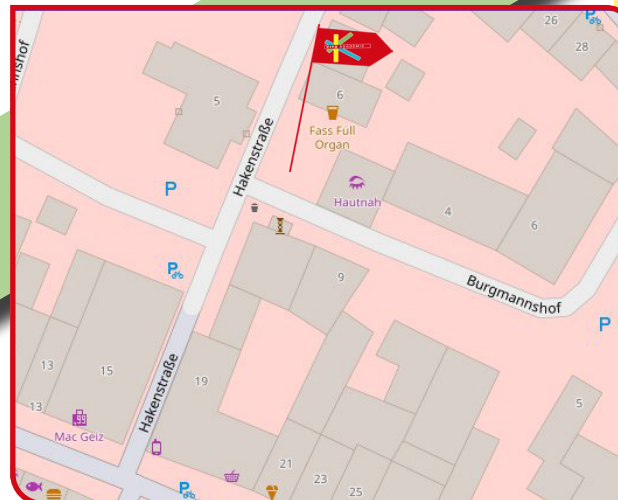 26
28
nnshof
5
6
Fass Full
Organ
Hakenstraße
P
Hautnah
4
6
P
9
Burgmannshof
P
13
15
Hakenstraße
19
5
13
Mac Geiz
21
23
25
P
P